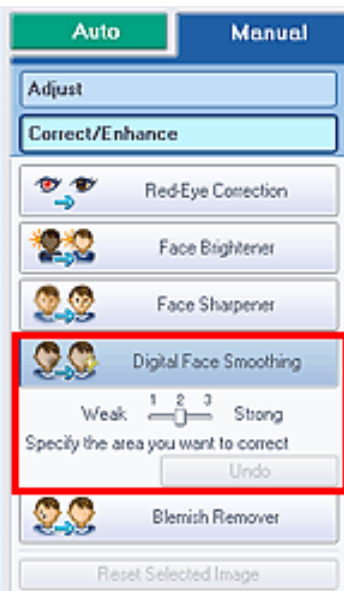 Auto Manual
Adjust
Correct/Enhance
Red-Eye Correction
Face Brightener
Face Sharpener
Digital Face Smoothing
1 2 3
Weak Strong
Specify the area you want to correct
Undo
Blemish Remover
Reset Selected Image